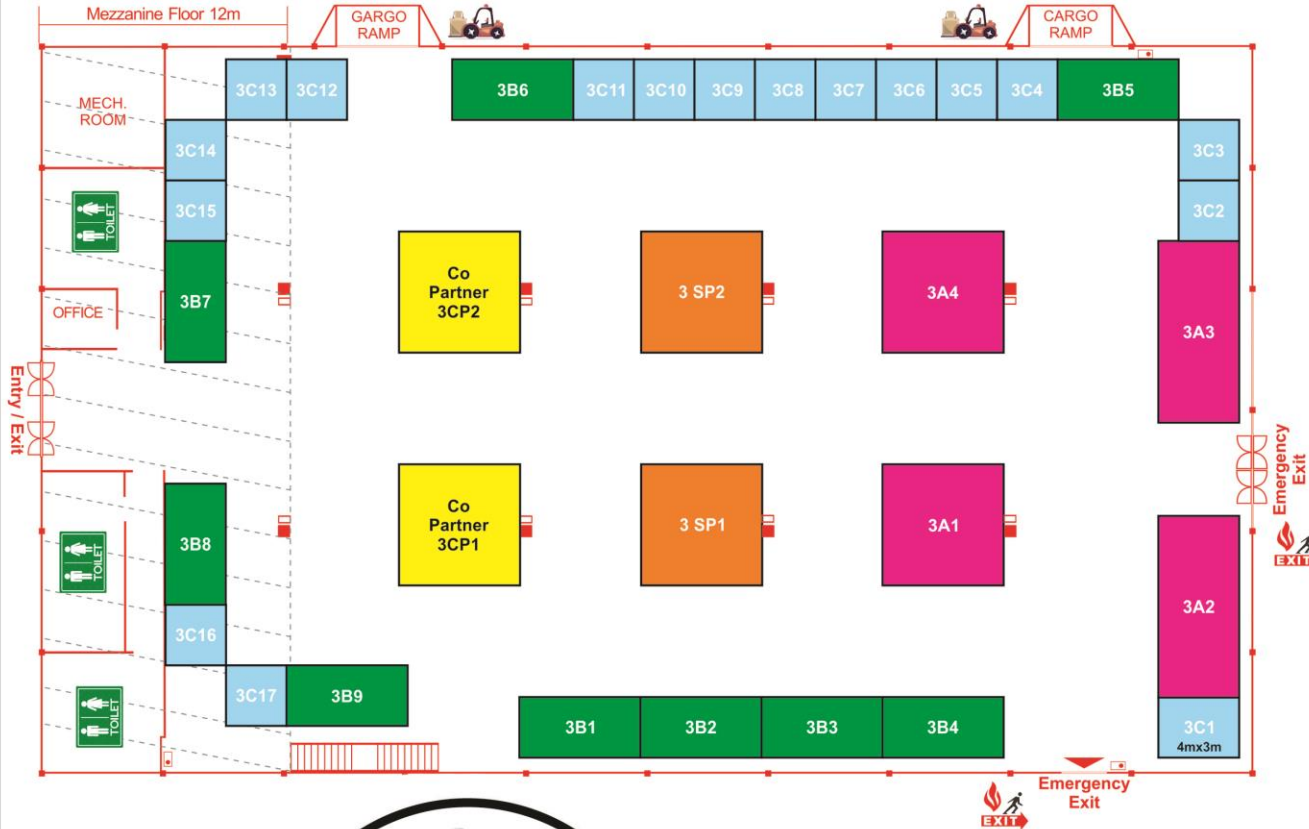 Mezzanine Floor 12m
GARGO
RAMP
CARGO
RAMP
MECH.
ROOM
3C13
3C12
3B6
3C11
3C10
3C9
3C8
3C7
3C6
3C5
3C4
3B5
3C14
3C3
3C15
3C2
TOILET
3B7
OFFICE
Co
Partner
3CP2
3 SP2
3A4
3A3
Entry / Exit
Emergency
Exit
EXIT
Co
Partner
3CP1
3 SP1
3A1
3B8
TOILET
3A2
3C16
3C17
3B9
TOILET
3B1
3B2
3B3
3B4
3C1
4mx3m
Emergency
Exit
EXIT